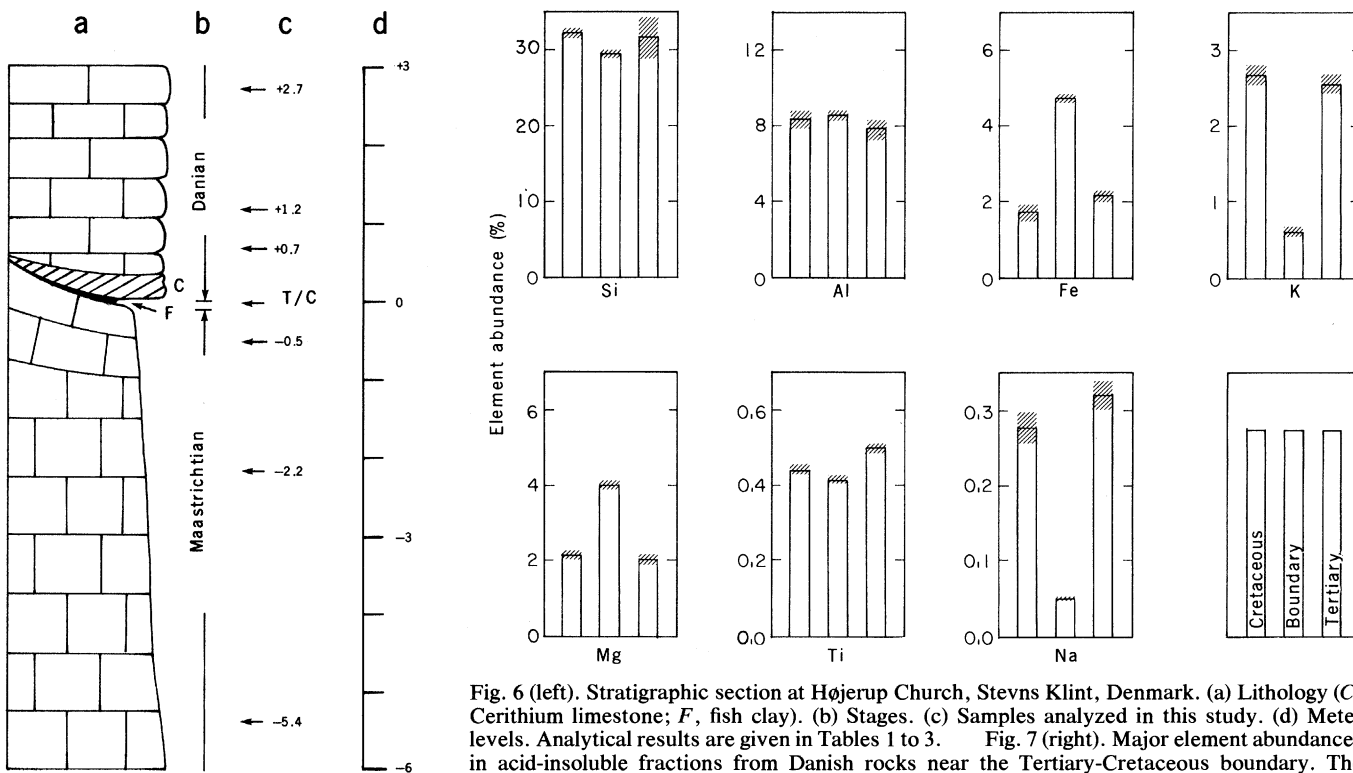 a b c d
+3
+2.7
Danian
+1.2
+0.7
C
T/C
0
F
−0.5
Maastrichtian
−2.2
−3
−5.4
−6
Element abundance (%)
30
20
10
0
Si
12
8
4
0
Al
6
4
2
0
Fe
3
2
1
0
K
6
4
2
0
Mg
0.6
0.4
0.2
0.0
Ti
0.3
0.2
0.1
0.0
Na
Cretaceous
Boundary
Tertiary
Fig. 6 (left). Stratigraphic section at Højerup Church, Stevns Klint, Denmark. (a) Lithology (C
Cerithium limestone; F, fish clay). (b) Stages. (c) Samples analyzed in this study. (d) Mete
levels. Analytical results are given in Tables 1 to 3. Fig. 7 (right). Major element abundance
in acid-insoluble fractions from Danish rocks near the Tertiary-Cretaceous boundary. Th